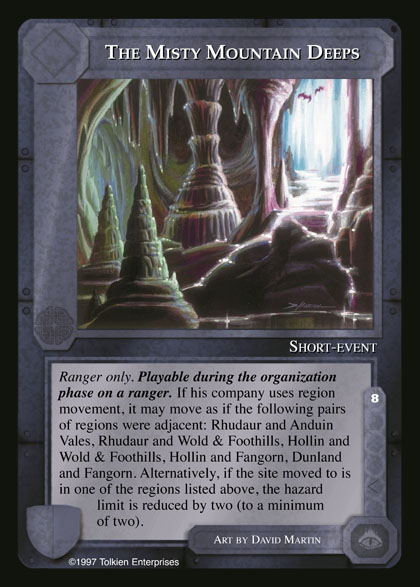 The Misty Mountain Deeps
Short-event
Ranger only. Playable during the organization
phase on a ranger. If his company uses region
movement, it may move as if the following pairs
of regions were adjacent: Rhudaur and Anduin
Vales, Rhudaur and Wold & Foothills, Hollin and
Wold & Foothills, Hollin and Fangorn, Dunland
and Fangorn. Alternatively, if the site moved to is
in one of the regions listed above, the hazard
limit is reduced by two (to a minimum
of two).
8
Art by David Martin
©1997 Tolkien Enterprises